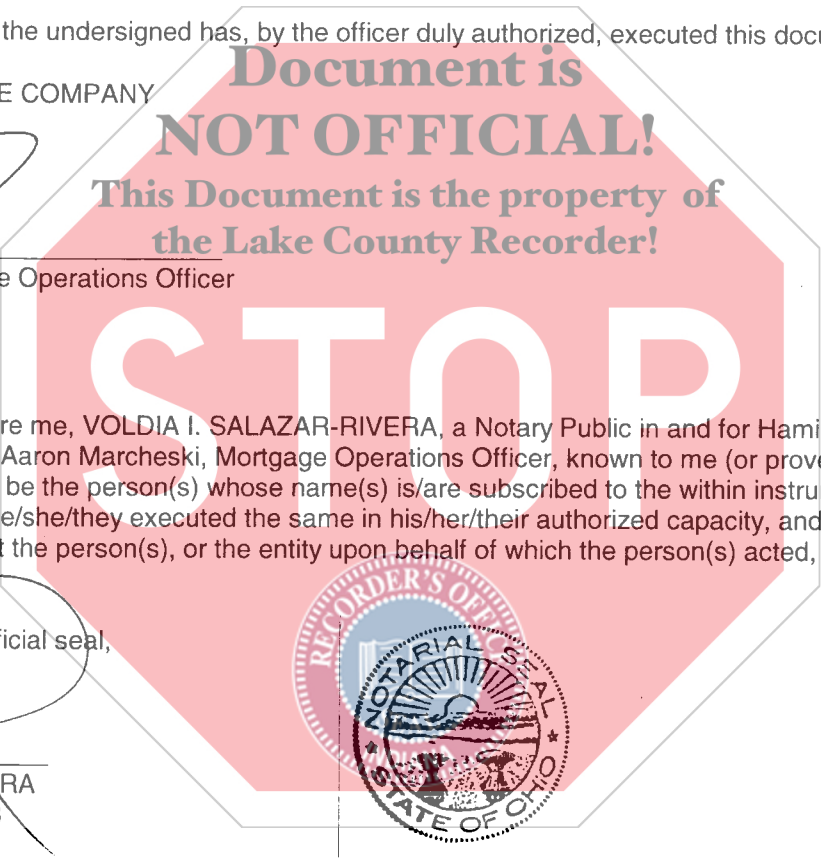 the undersigned has, by the officer duly authorized, executed this docu
Document is
E COMPANY
NOT OFFICIAL!
This Document is the property of
the Lake County Recorder!
e Operations Officer
STOP
re me, VOLDIA I. SALAZAR-RIVERA, a Notary Public in and for Hami
Aaron Marcheski, Mortgage Operations Officer, known to me (or prove
be the person(s) whose name(s) is/are subscribed to the within instru
e/she/they executed the same in his/her/their authorized capacity, and
t the person(s), or the entity upon behalf of which the person(s) acted,
RECORDER'S OFFICE
ficial seal,
NOTARIAL SEAL
INDIANA
RA
STATE OF OHIO